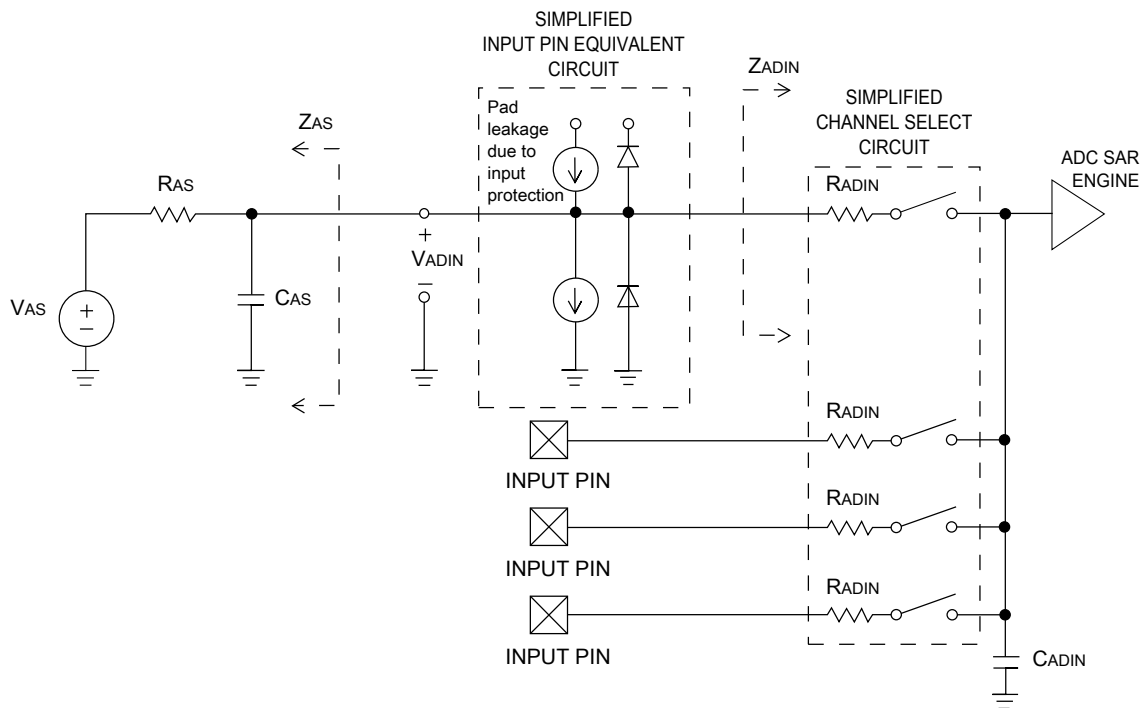 SIMPLIFIED
INPUT PIN EQUIVALENT
CIRCUIT
Pad
leakage
due to
input
protection
ZAS
RAS
VADIN
+
–
CAS
VAS
+
–
ZADIN
SIMPLIFIED
CHANNEL SELECT
CIRCUIT
RADIN
ADC SAR
ENGINE
RADIN
INPUT PIN
RADIN
INPUT PIN
RADIN
INPUT PIN
CADIN